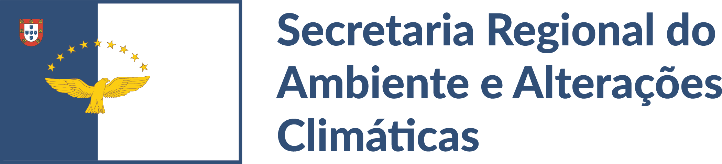 Secretaria Regional do
Ambiente e Alterações
Climáticas